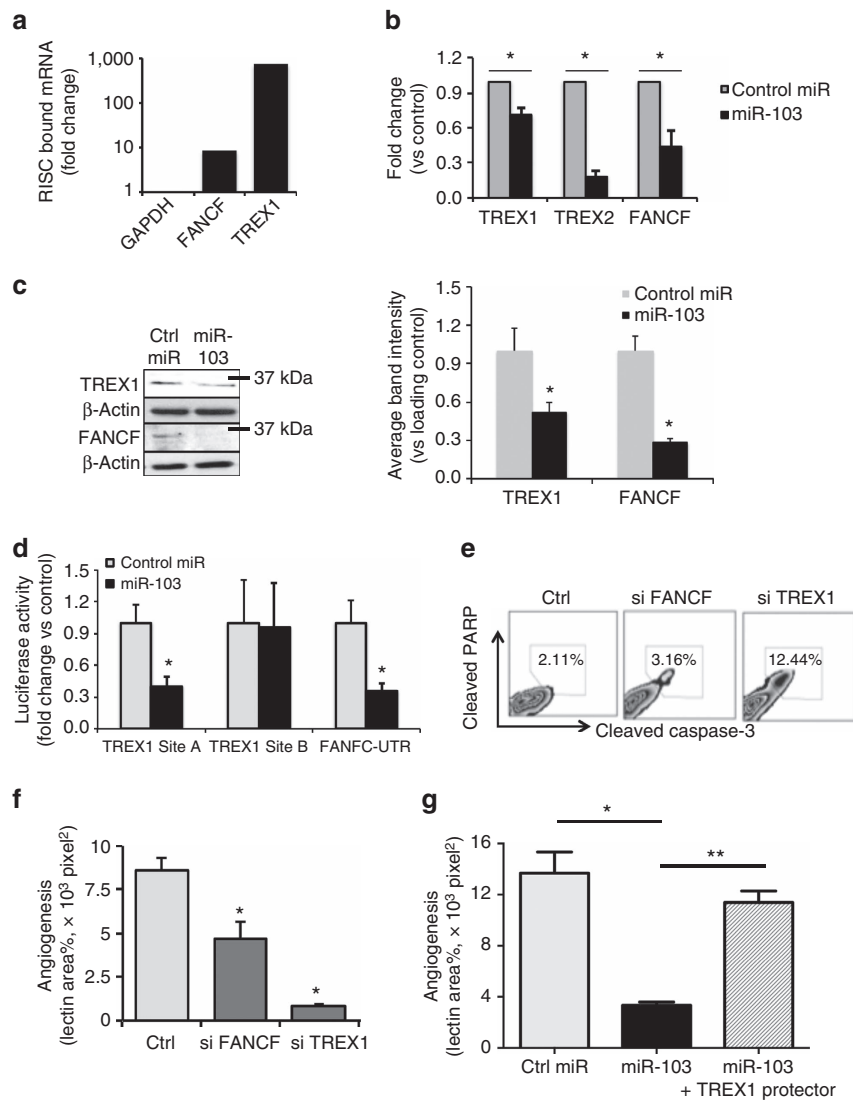 a
RISC bound mRNA
(fold change)
1,000
100
10
1
GAPDH
FANCF
TREX1
b
Fold change
(vs control)
1.2
0.9
0.6
0.3
0.0
*
*
*
TREX1
TREX2
FANCF
Control miR
miR-103
c
Ctrl miR-
miR 103
TREX1
37 kDa
β-Actin
FANCF
37 kDa
β-Actin
Average band intensity
(vs loading control)
1.5
1.2
0.9
0.6
0.3
0.0
Control miR
miR-103
*
*
TREX1
FANCF
d
Luciferase activity
(fold change vs control)
1.5
1.2
0.9
0.6
0.3
0.0
Control miR
miR-103
*
*
TREX1 Site A
TREX1 Site B
FANFC-UTR
e
Ctrl
si FANCF
si TREX1
Cleaved PARP
2.11%
3.16%
12.44%
Cleaved caspase-3
f
Angiogenesis
(lectin area%, × 10³ pixel²)
10
7.5
5
2.5
0
*
*
Ctrl
si FANCF
si TREX1
g
Angiogenesis
(lectin area%, × 10³ pixel²)
16
12
8
4
0
*
**
Ctrl miR
miR-103
miR-103
+ TREX1 protector